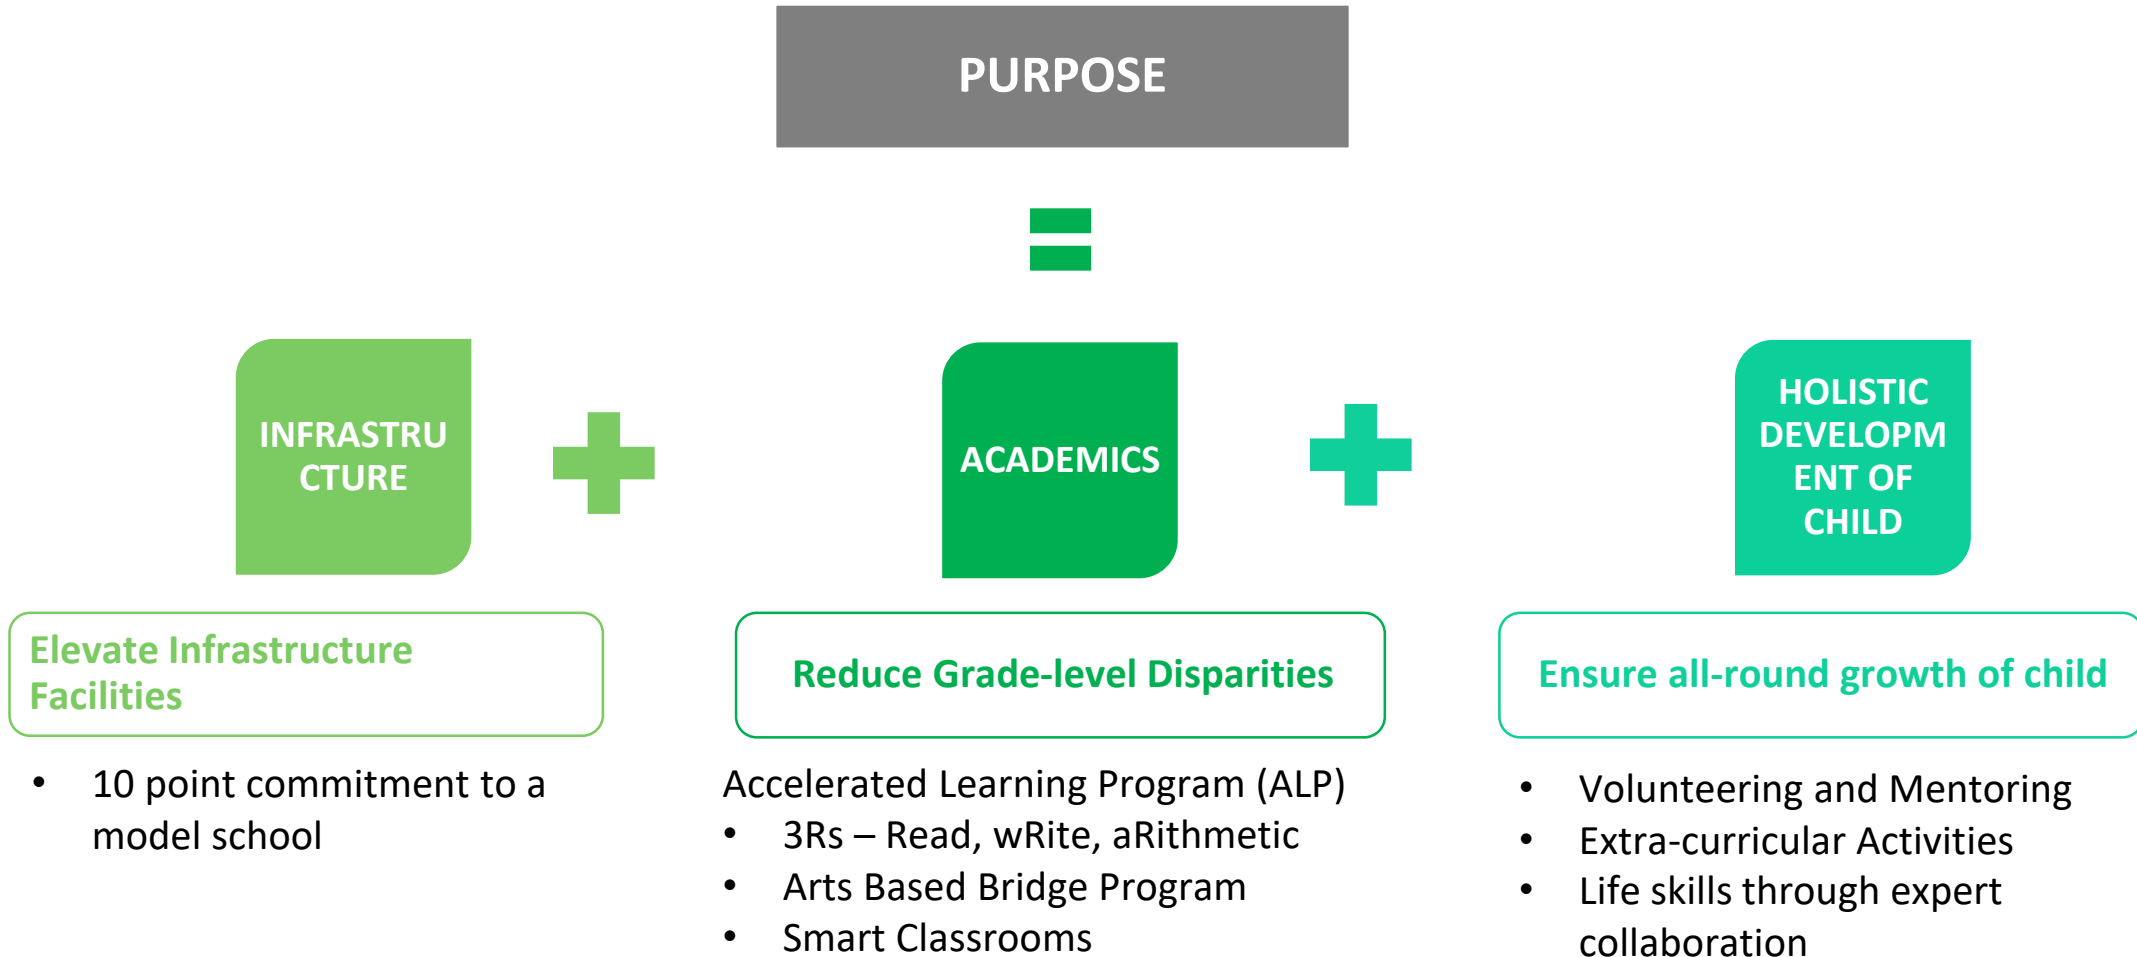 PURPOSE
=
INFRASTRU
CTURE
+
ACADEMICS
+
HOLISTIC
DEVELOPM
ENT OF
CHILD
Elevate Infrastructure
Facilities
• 10 point commitment to a
model school
Reduce Grade-level Disparities
Accelerated Learning Program (ALP)
• 3Rs – Read, wRite, aRithmetic
• Arts Based Bridge Program
• Smart Classrooms
Ensure all-round growth of child
• Volunteering and Mentoring
• Extra-curricular Activities
• Life skills through expert
collaboration